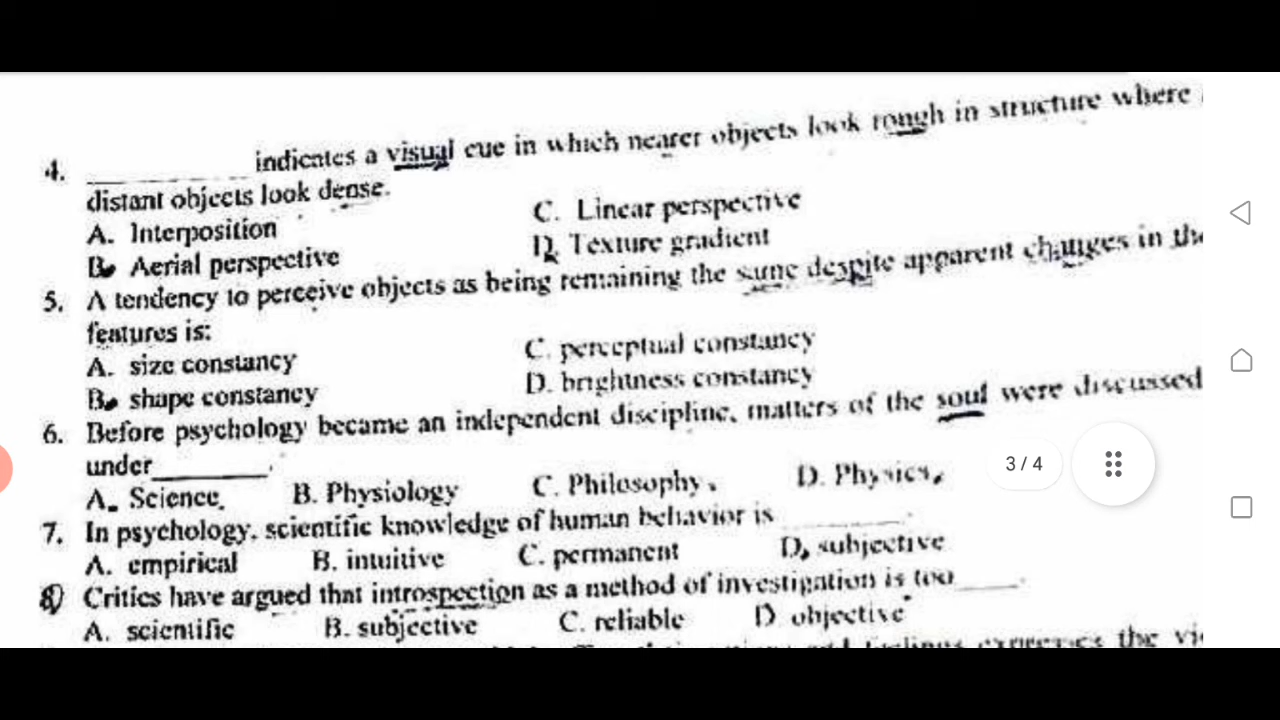 4. ________ indicates a visual cue in which nearer objects look rough in structure where
distant objects look dense.
A. Interposition
C. Linear perspective
B. Aerial perspective
D. Texture gradient
5. A tendency to perceive objects as being remaining the same despite apparent changes in the
features is:
A. size constancy
C. perceptual constancy
B. shape constancy
D. brightness constancy
6. Before psychology became an independent discipline, matters of the soul were discussed
under________.
A. Science B. Physiology C. Philosophy D. Physics
7. In psychology, scientific knowledge of human behavior is ________.
A. empirical B. intuitive C. permanent D. subjective
8 Critics have argued that introspection as a method of investigation is too____.
A. scientific B. subjective C. reliable D objective
and feelings expresses the
3 / 4